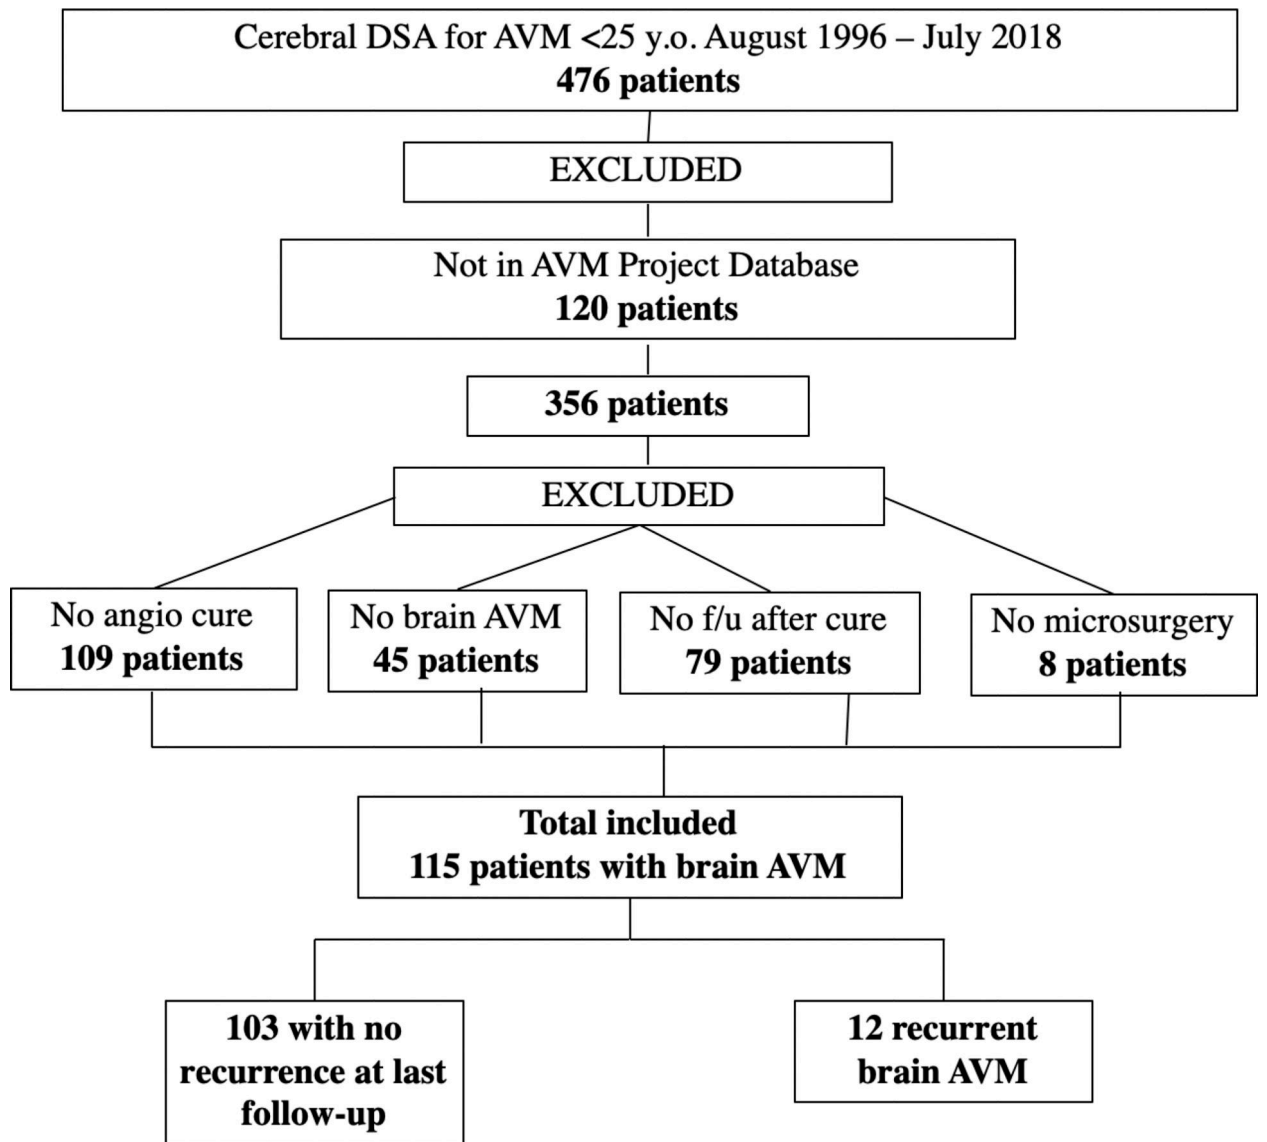 Cerebral DSA for AVM <25 y.o. August 1996 – July 2018
476 patients
EXCLUDED
Not in AVM Project Database
120 patients
356 patients
EXCLUDED
No angio cure
109 patients
No brain AVM
45 patients
No f/u after cure
79 patients
No microsurgery
8 patients
Total included
115 patients with brain AVM
103 with no
recurrence at last
follow-up
12 recurrent
brain AVM